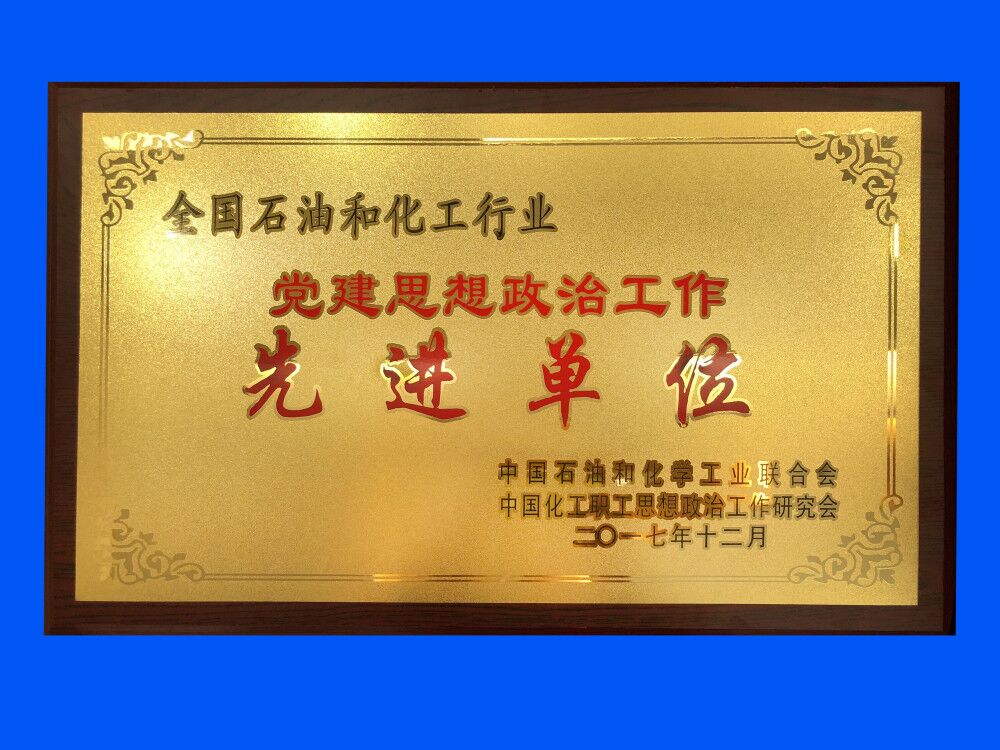 全国石油和化工行业
党建思想政治工作
先进单位
中国石油和化学工业联合会
中国化工职工思想政治工作研究会
二〇一七年十二月